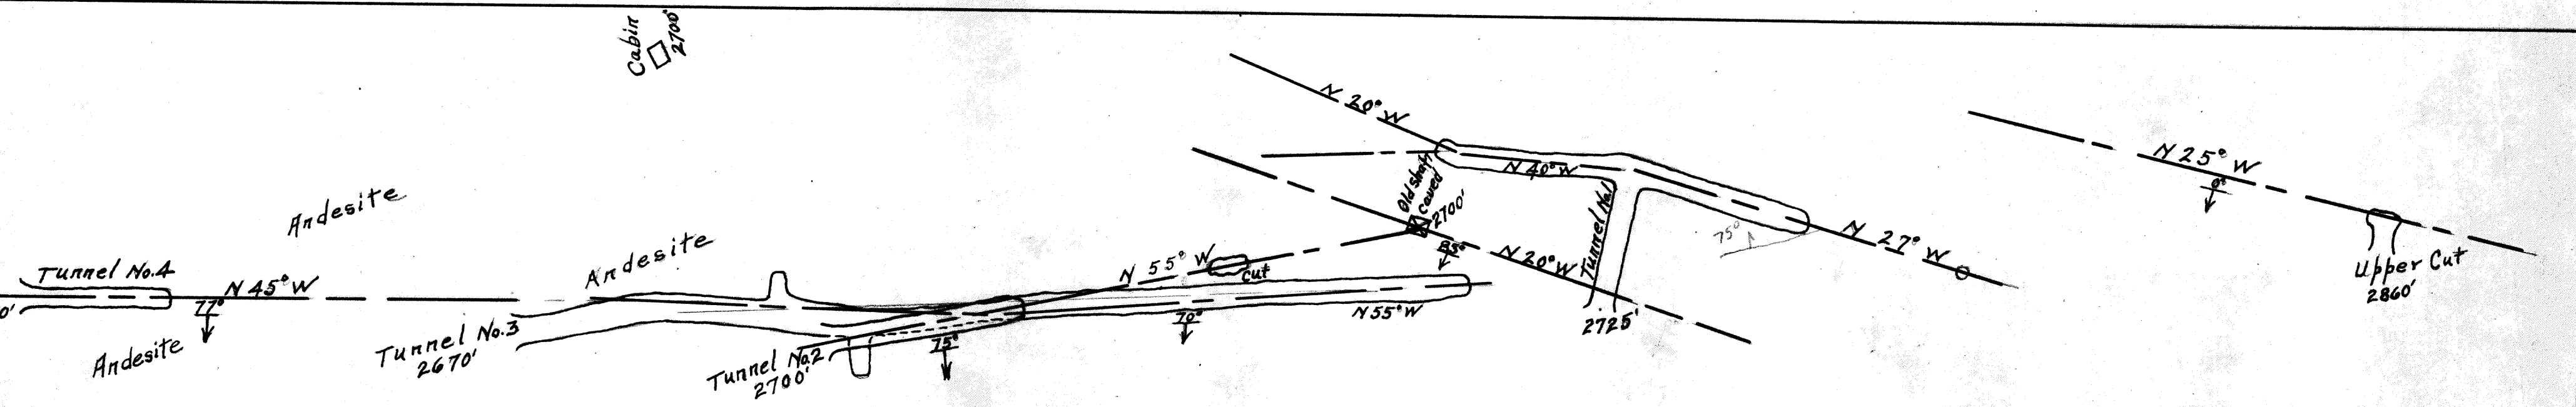 Cabin
2700'
N 20° W
Old shaft
caved
2700'
N 40° W
Tunnel No.1
2725'
N 25° W
Upper Cut
2860'
N 27° W
75°
85°
N 20° W
N 55° W
cut
N 55° W
70°
Andesite
Andesite
Tunnel No.4
N 45° W
77°
0'
Andesite
Tunnel No.3
2670'
Tunnel No.2
2700'
75°